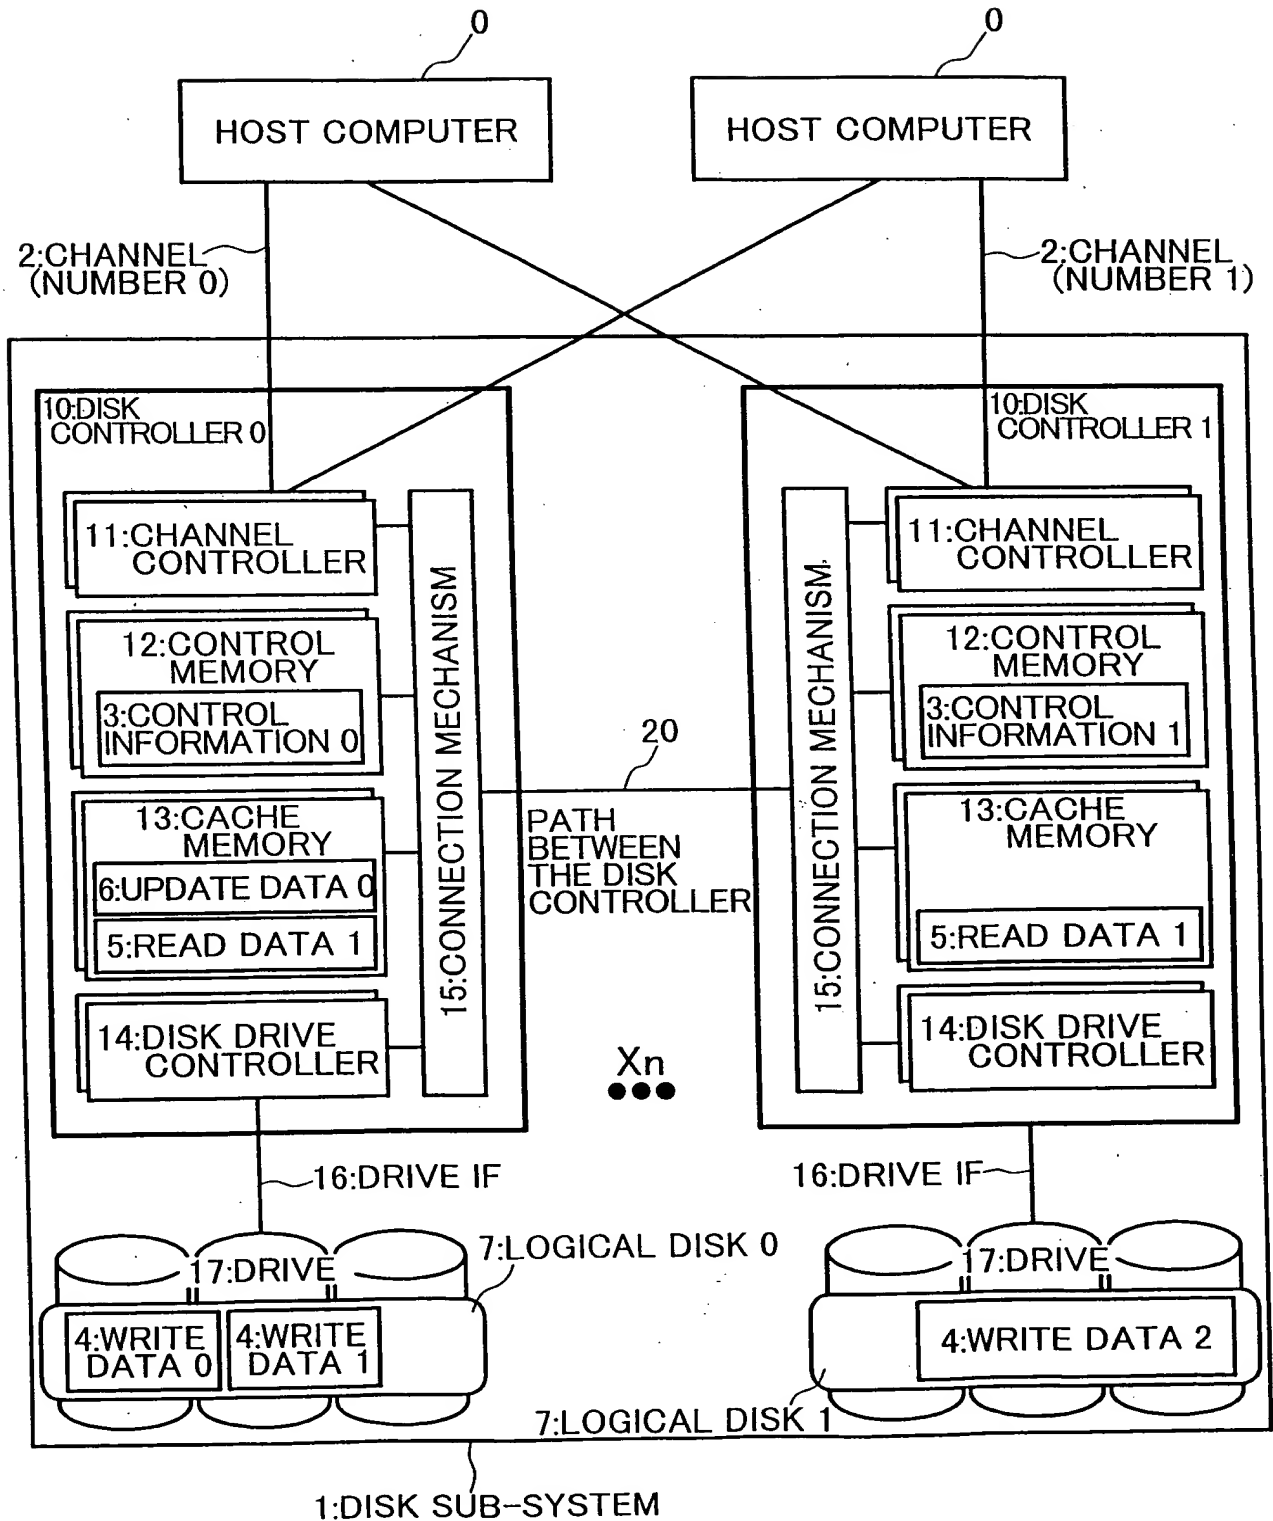 0
0
HOST COMPUTER
HOST COMPUTER
2:CHANNEL
(NUMBER 0)
2:CHANNEL
(NUMBER 1)
10:DISK
CONTROLLER 0
10:DISK
CONTROLLER 1
11:CHANNEL
CONTROLLER
12:CONTROL
MEMORY
3:CONTROL
INFORMATION 0
13:CACHE
MEMORY
6:UPDATE DATA 0
5:READ DATA 1
14:DISK DRIVE
CONTROLLER
15:CONNECTION MECHANISM
20
PATH
BETWEEN
THE DISK
CONTROLLER
Xn
15:CONNECTION MECHANISM
11:CHANNEL
CONTROLLER
12:CONTROL
MEMORY
3:CONTROL
INFORMATION 1
13:CACHE
MEMORY
5:READ DATA 1
14:DISK DRIVE
CONTROLLER
16:DRIVE IF
16:DRIVE IF
17:DRIVE
7:LOGICAL DISK 0
17:DRIVE
4:WRITE
DATA 0
4:WRITE
DATA 1
4:WRITE DATA 2
7:LOGICAL DISK 1
1:DISK SUB-SYSTEM